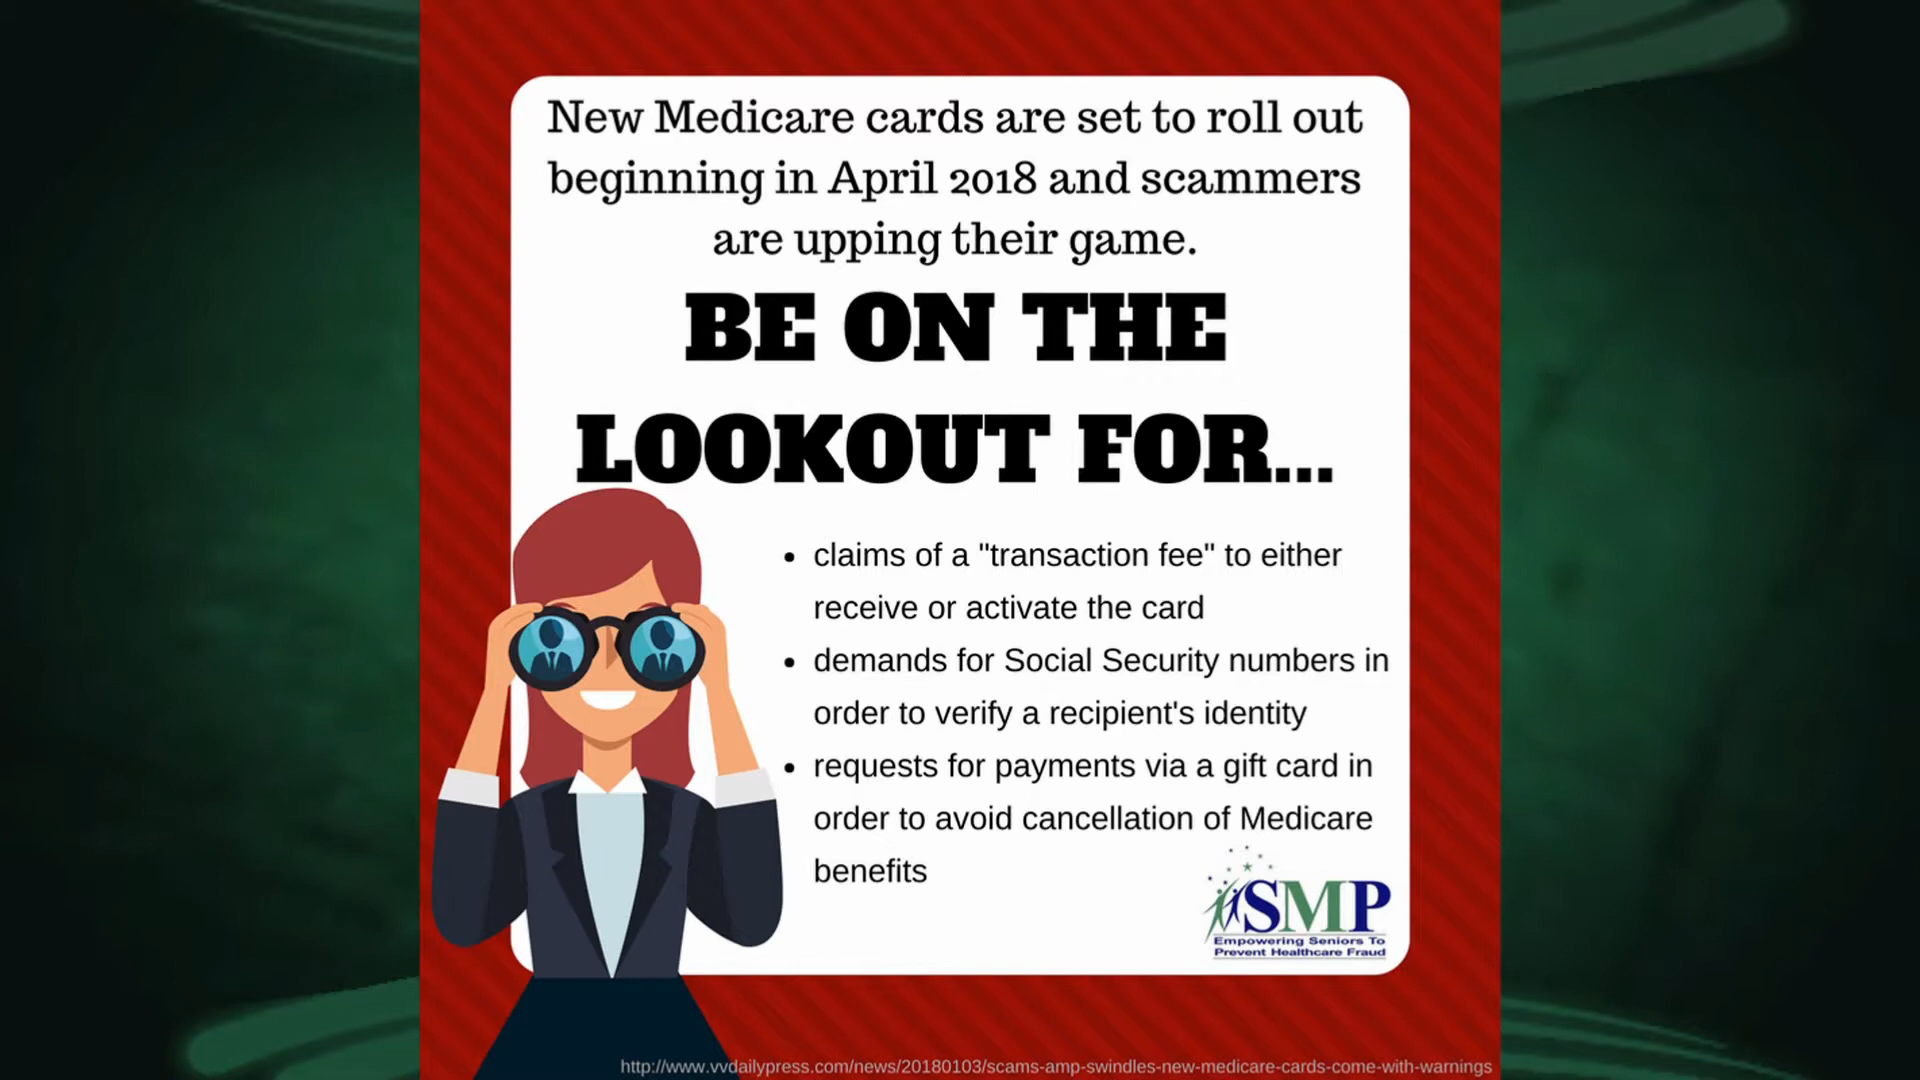 New Medicare cards are set to roll out
beginning in April 2018 and scammers
are upping their game.
BE ON THE
LOOKOUT FOR...
• claims of a "transaction fee" to either
receive or activate the card
• demands for Social Security numbers in
order to verify a recipient's identity
• requests for payments via a gift card in
order to avoid cancellation of Medicare
benefits
SMP
Empowering Seniors To
Prevent Healthcare Fraud
http://www.vvdailypress.com/news/20180103/scams-amp-swindles-new-medicare-cards-come-with-warnings